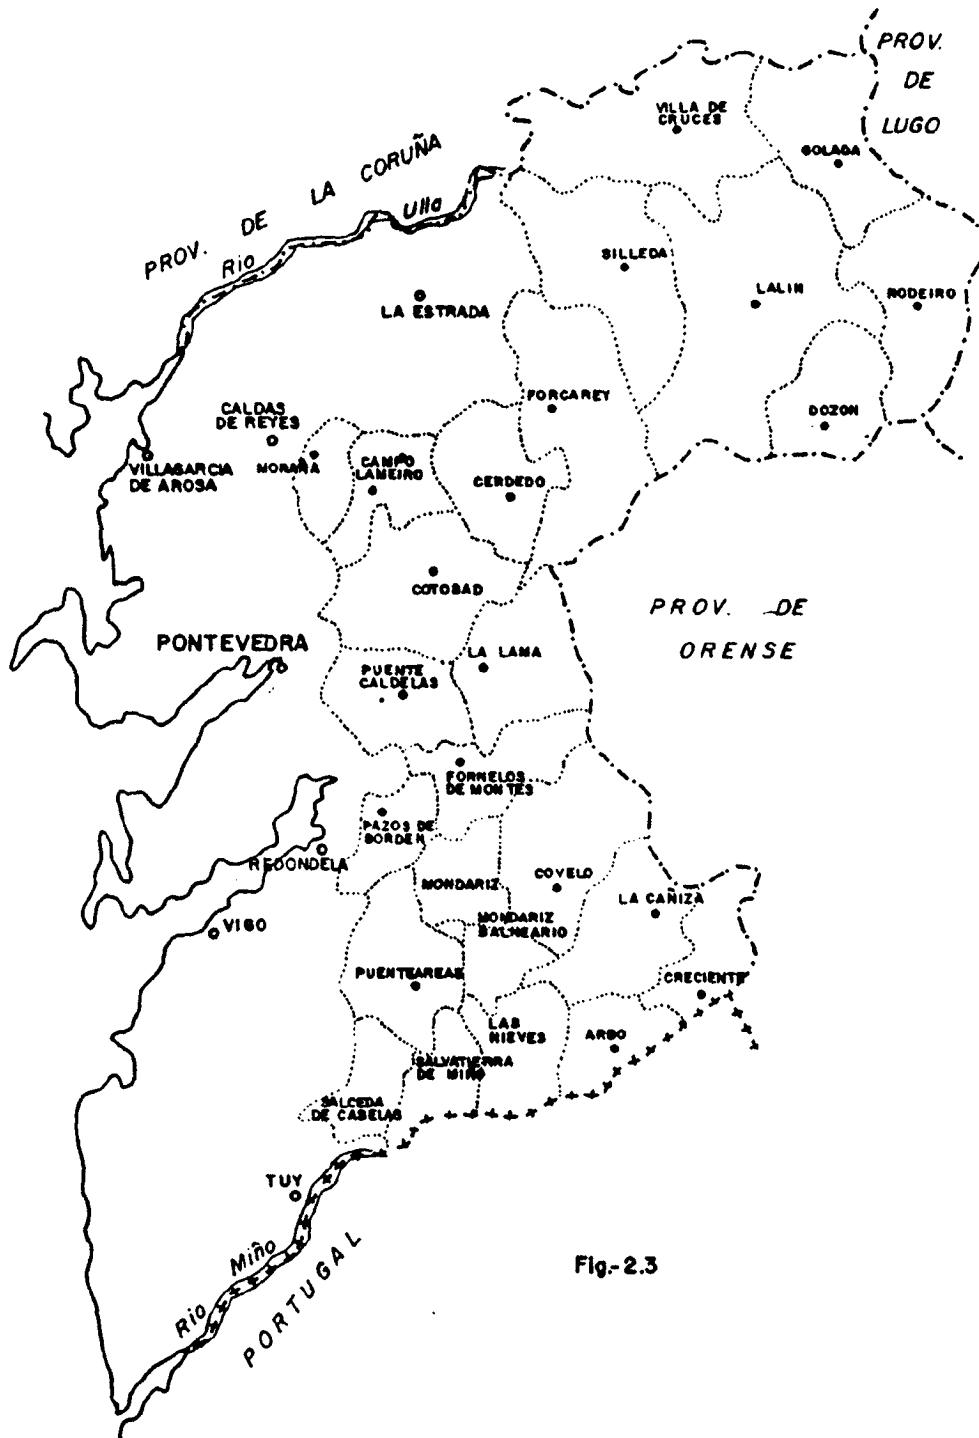 PROV.
DE
LUGO
VILLA DE
CRUCES
GOLADA
PROV. DE LA CORUÑA
Rio Ulla
SILLEDA
LALIN
RODEIRO
LA ESTRADA
FORCAREY
DOZON
CALDAS
DE REYES
MORAÑA
CAMPO
LAMEIRO
VILLAGARCIA
DE AROSA
CERDEDO
COTOBAD
PROV. DE
ORENSE
PONTEVEDRA
LA LAMA
PUENTE
CALDELAS
FORNELOS
DE MONTES
PAZOS DE
BORDEN
REDONDELA
MONDARIZ
COVELO
LA CAÑIZA
MONDARIZ
BALNEARIO
VIGO
PUENTEAREAS
CRECIENTE
LAS
NIEVES
ARBO
SALVATIERRA
DE MIÑO
SALCEDA
DE CASELAS
TUY
Rio Miño
PORTUGAL
Fig.-2.3